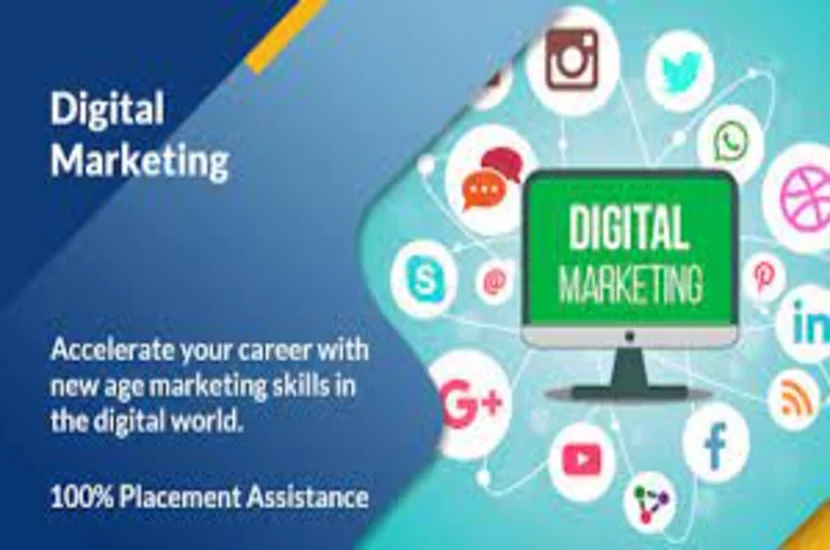 Digital
Marketing
Accelerate your career with
new age marketing skills in
the digital world.
100% Placement Assistance
DIGITAL
MARKETING
@
G+
in